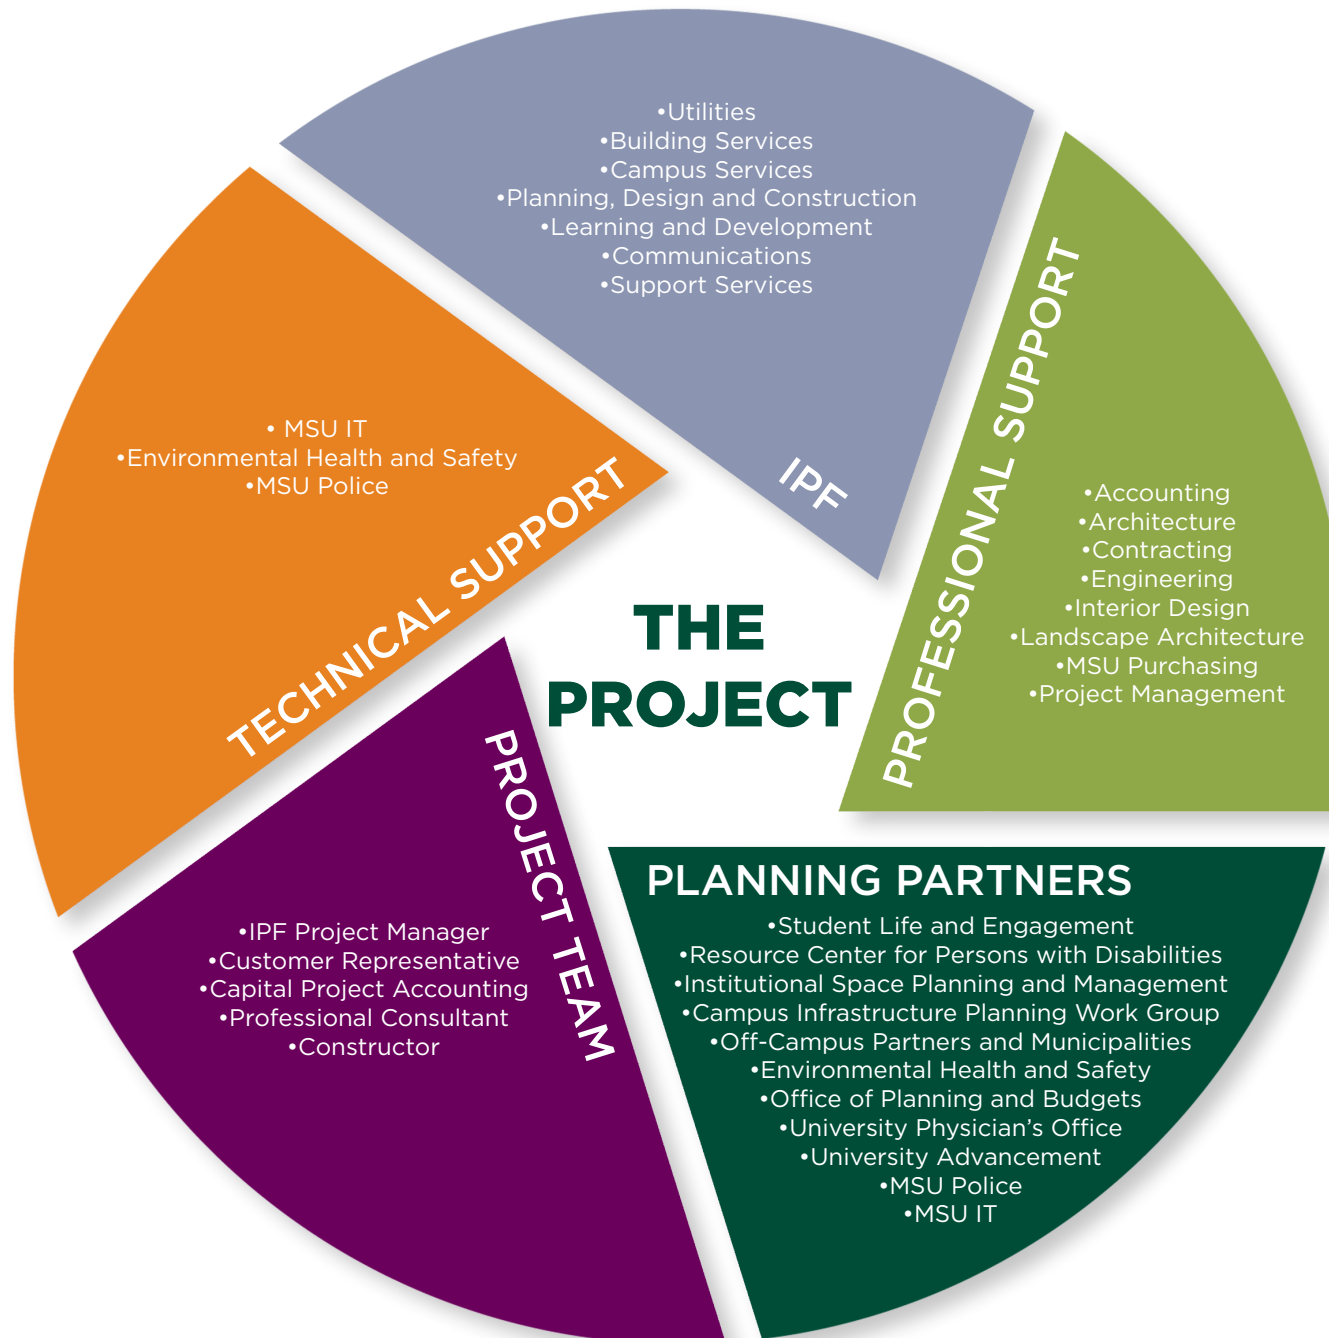 •Utilities
•Building Services
•Campus Services
•Planning, Design and Construction
•Learning and Development
•Communications
•Support Services
IPF
PROFESSIONAL SUPPORT
•Accounting
•Architecture
•Contracting
•Engineering
•Interior Design
•Landscape Architecture
•MSU Purchasing
•Project Management
• MSU IT
•Environmental Health and Safety
•MSU Police
TECHNICAL SUPPORT
THE
PROJECT
PROJECT TEAM
•IPF Project Manager
•Customer Representative
•Capital Project Accounting
•Professional Consultant
•Constructor
PLANNING PARTNERS
•Student Life and Engagement
•Resource Center for Persons with Disabilities
•Institutional Space Planning and Management
•Campus Infrastructure Planning Work Group
•Off-Campus Partners and Municipalities
•Environmental Health and Safety
•Office of Planning and Budgets
•University Physician’s Office
•University Advancement
•MSU Police
•MSU IT